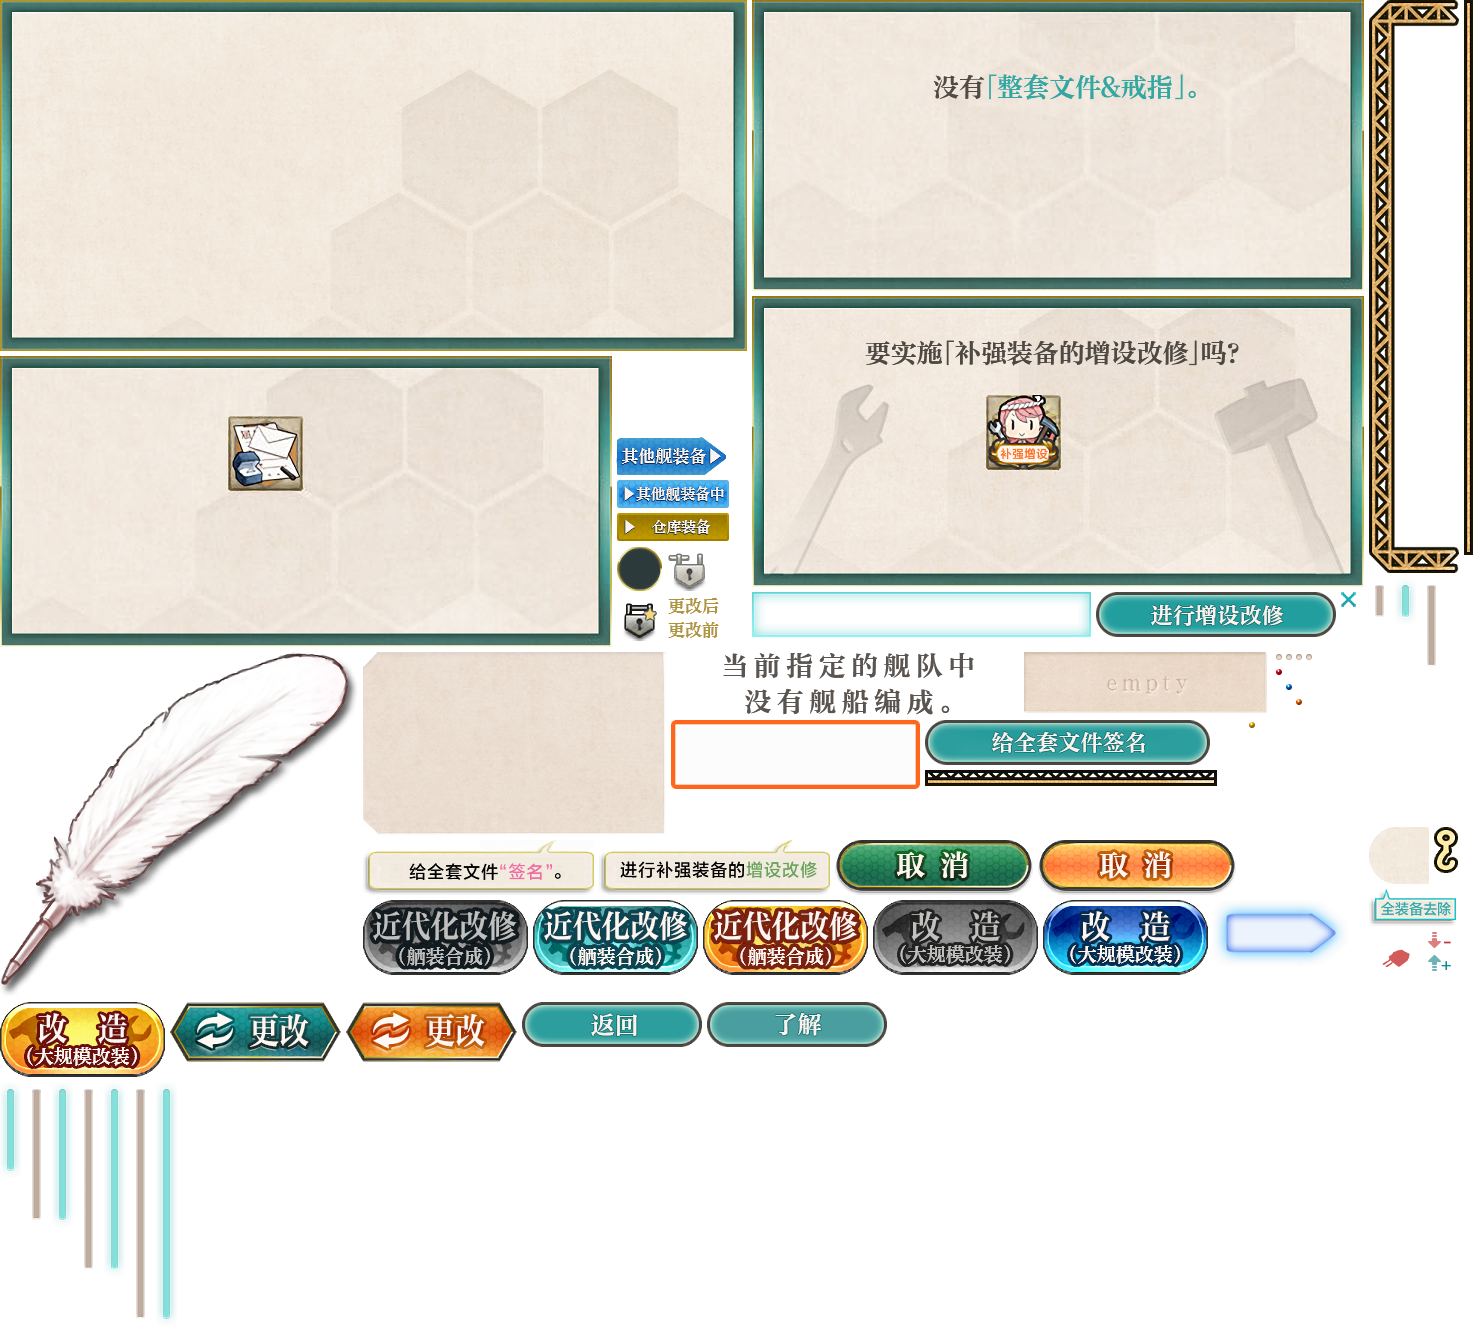 没有「整套文件&戒指」。
要实施「补强装备的增设改修」吗?
补强增设
其他舰装备
其他舰装备中
仓库装备
更改后
更改前
进行增设改修
当前指定的舰队中
没有舰船编成。
empty
给全套文件签名
给全套文件“签名”。
进行补强装备的增设改修
取消
取消
全装备去除
近代化改修
(舾装合成)
近代化改修
(舾装合成)
近代化改修
(舾装合成)
改 造
(大规模改装)
改 造
(大规模改装)
改 造
(大规模改装)
更改
更改
返回
了解